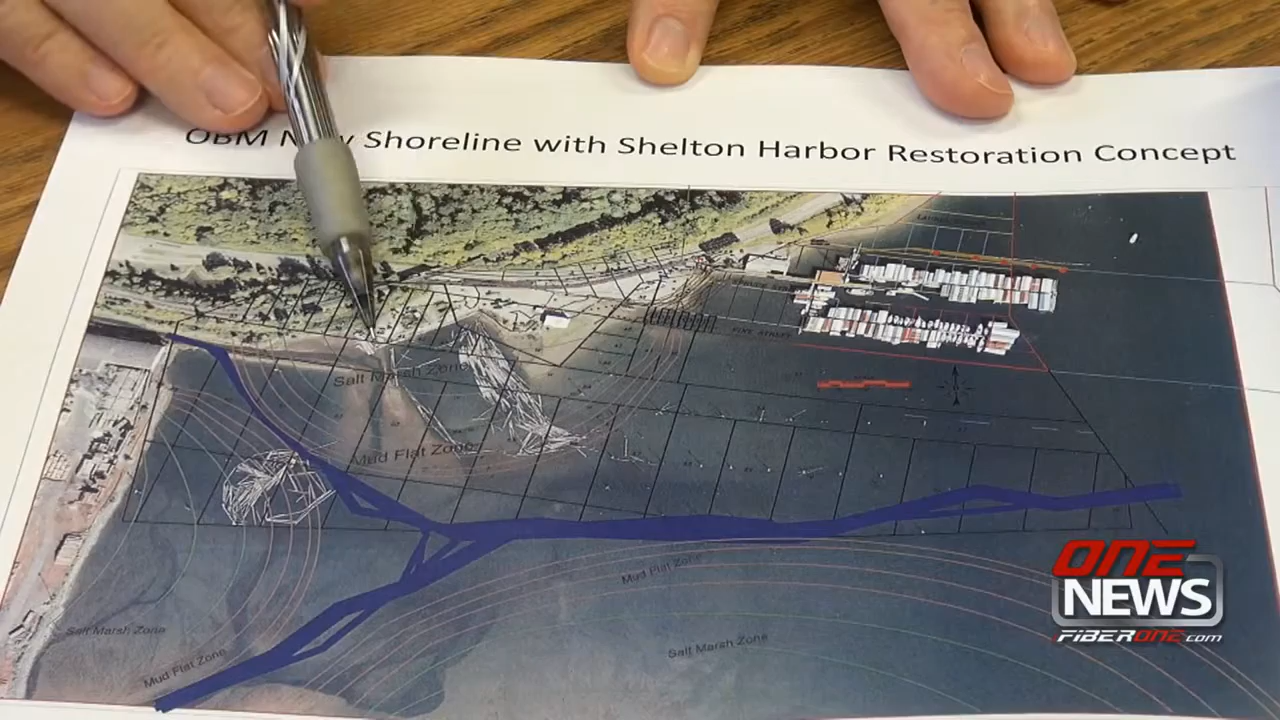 OBM N y Shoreline with Shelton Harbor Restoration Concept
Salt Marsh Zone
Mud Flat Zone
Mud Flat Zone
Salt Marsh Zone
Salt Marsh Zone
Mud Flat Zone
ONE
NEWS
FIBERONE.com